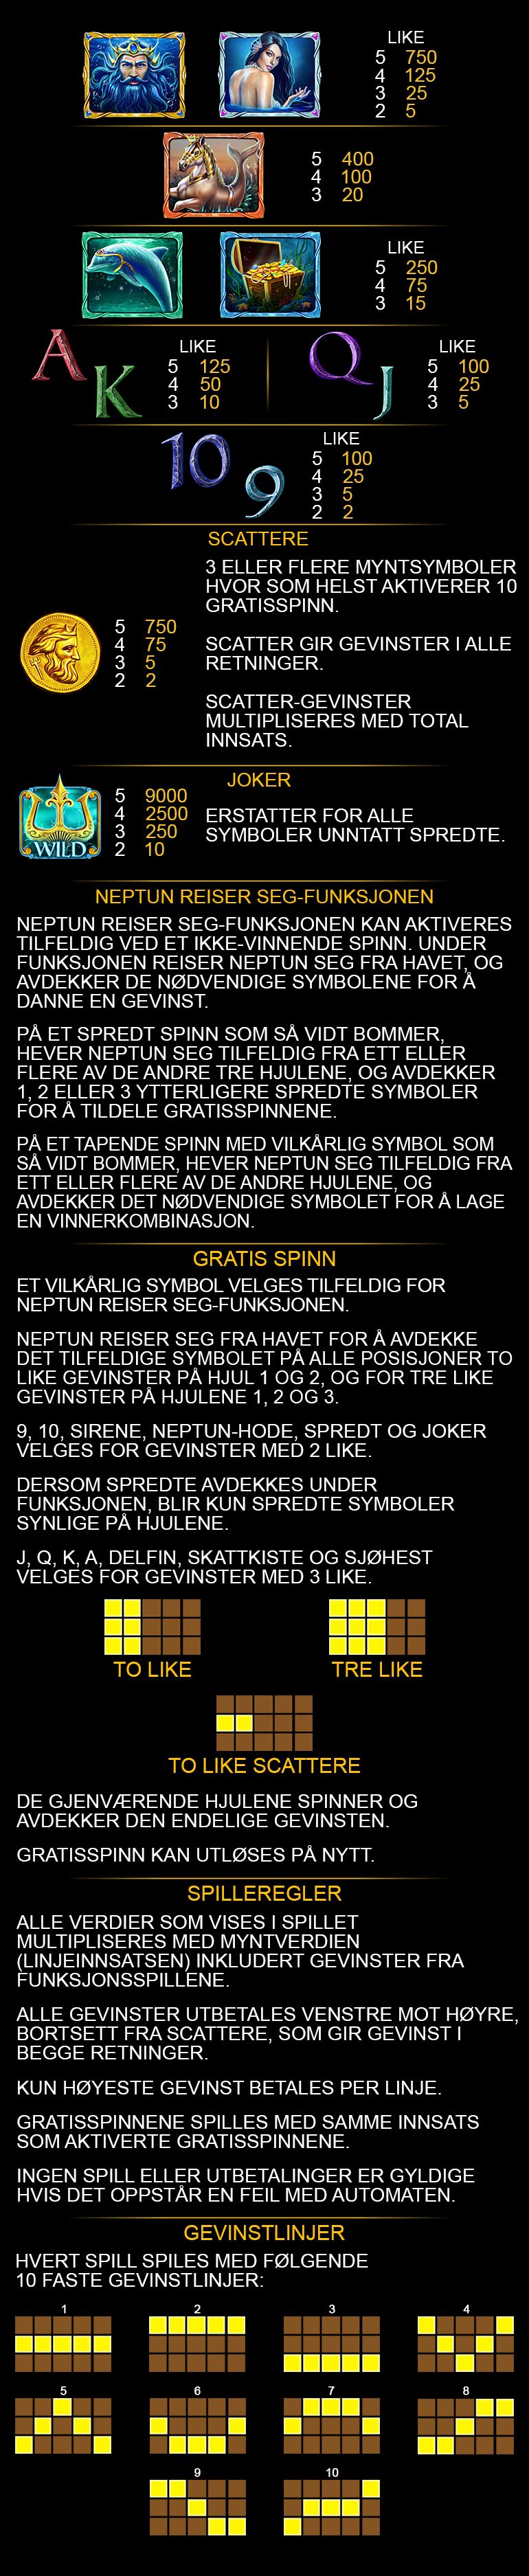 LIKE
5 750
4 125
3 25
2 5
5 400
4 100
3 20
LIKE
5 250
4 75
3 15
A K
LIKE
5 125
4 50
3 10
Q J
LIKE
5 100
4 25
3 5
10 9
LIKE
5 100
4 25
3 5
2 2
SCATTERE
5 750
4 75
3 5
2 2
3 ELLER FLERE MYNTSYMBOLER
HVOR SOM HELST AKTIVERER 10
GRATISSPINN.
SCATTER GIR GEVINSTER I ALLE
RETNINGER.
SCATTER-GEVINSTER
MULTIPLISERES MED TOTAL
INNSATS.
JOKER
WILD
5 9000
4 2500
3 250
2 10
ERSTATTER FOR ALLE
SYMBOLER UNNTATT SPREDTE.
NEPTUN REISER SEG-FUNKSJONEN
NEPTUN REISER SEG-FUNKSJONEN KAN AKTIVERES
TILFELDIG VED ET IKKE-VINNENDE SPINN. UNDER
FUNKSJONEN REISER NEPTUN SEG FRA HAVET, OG
AVDEKKER DE NØDVENDIGE SYMBOLENE FOR Å
DANNE EN GEVINST.
PÅ ET SPREDT SPINN SOM SÅ VIDT BOMMER,
HEVER NEPTUN SEG TILFELDIG FRA ETT ELLER
FLERE AV DE ANDRE TRE HJULENE, OG AVDEKKER
1, 2 ELLER 3 YTTERLIGERE SPREDTE SYMBOLER
FOR Å TILDELE GRATISSPINNENE.
PÅ ET TAPENDE SPINN MED VILKÅRLIG SYMBOL SOM
SÅ VIDT BOMMER, HEVER NEPTUN SEG TILFELDIG FRA
ETT ELLER FLERE AV DE ANDRE HJULENE, OG
AVDEKKER DET NØDVENDIGE SYMBOLET FOR Å LAGE
EN VINNERKOMBINASJON.
GRATIS SPINN
ET VILKÅRLIG SYMBOL VELGES TILFELDIG FOR
NEPTUN REISER SEG-FUNKSJONEN.
NEPTUN REISER SEG FRA HAVET FOR Å AVDEKKE
DET TILFELDIGE SYMBOLET PÅ ALLE POSISJONER TO
LIKE GEVINSTER PÅ HJUL 1 OG 2, OG FOR TRE LIKE
GEVINSTER PÅ HJULENE 1, 2 OG 3.
9, 10, SIRENE, NEPTUN-HODE, SPREDT OG JOKER
VELGES FOR GEVINSTER MED 2 LIKE.
DERSOM SPREDTE AVDEKKES UNDER
FUNKSJONEN, BLIR KUN SPREDTE SYMBOLER
SYNLIGE PÅ HJULENE.
J, Q, K, A, DELFIN, SKATTKISTE OG SJØHEST
VELGES FOR GEVINSTER MED 3 LIKE.
TO LIKE
TRE LIKE
TO LIKE SCATTERE
DE GJENVÆRENDE HJULENE SPINNER OG
AVDEKKER DEN ENDELIGE GEVINSTEN.
GRATISSPINN KAN UTLØSES PÅ NYTT.
SPILLEREGLER
ALLE VERDIER SOM VISES I SPILLET
MULTIPLISERES MED MYNTVERDIEN
(LINJEINNSATSEN) INKLUDERT GEVINSTER FRA
FUNKSJONSSPILLENE.
ALLE GEVINSTER UTBETALES VENSTRE MOT HØYRE,
BORTSETT FRA SCATTERE, SOM GIR GEVINST I
BEGGE RETNINGER.
KUN HØYESTE GEVINST BETALES PER LINJE.
GRATISSPINNENE SPILLES MED SAMME INNSATS
SOM AKTIVERTE GRATISSPINNENE.
INGEN SPILL ELLER UTBETALINGER ER GYLDIGE
HVIS DET OPPSTÅR EN FEIL MED AUTOMATEN.
GEVINSTLINJER
HVERT SPILL SPILES MED FØLGENDE
10 FASTE GEVINSTLINJER:
1 2 3 4
5 6 7 8
9 10